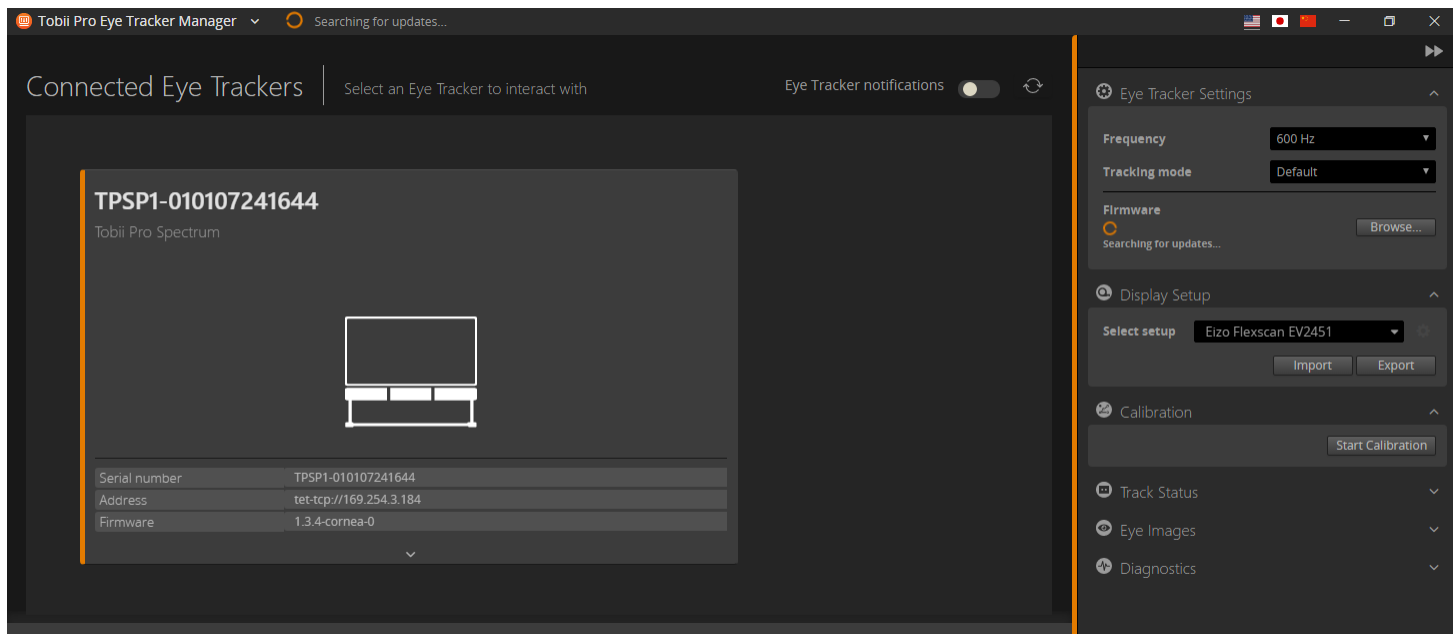 Tobii Pro Eye Tracker Manager
Searching for updates...
Connected Eye Trackers
Select an Eye Tracker to interact with
Eye Tracker notifications
TPSP1-010107241644
Tobii Pro Spectrum
Serial number TPSP1-010107241644
Address tet-tcp://169.254.3.184
Firmware 1.3.4-cornea-0
Eye Tracker Settings
Frequency 600 Hz
Tracking mode Default
Firmware
Browse...
Searching for updates...
Display Setup
Select setup Eizo Flexscan EV2451
Import Export
Calibration
Start Calibration
Track Status
Eye Images
Diagnostics